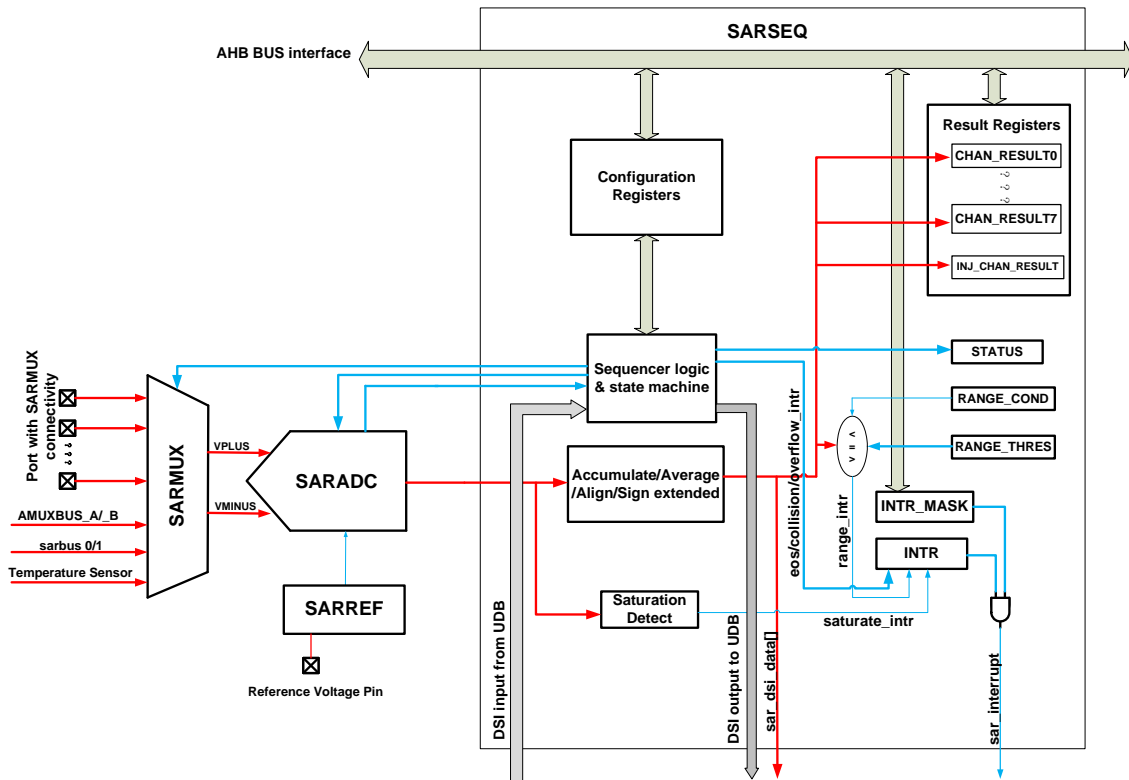 SARSEQ
AHB BUS interface
Result Registers
CHAN_RESULT0
CHAN_RESULT7
INJ_CHAN_RESULT
Configuration
Registers
Sequencer logic
& state machine
STATUS
RANGE_COND
RANGE_THRES
< = >
Port with SARMUX
connectivity
SARMUX
VPLUS
VMINUS
SARADC
Accumulate/Average
/Align/Sign extended
eos/collision/overflow_intr
range_intr
INTR_MASK
INTR
AMUXBUS_A/_B
sarbus 0/1
Temperature Sensor
SARREF
Saturation
Detect
saturate_intr
Reference Voltage Pin
DSI input from UDB
DSI output to UDB
sar_dsi_data[]
sar_interrupt